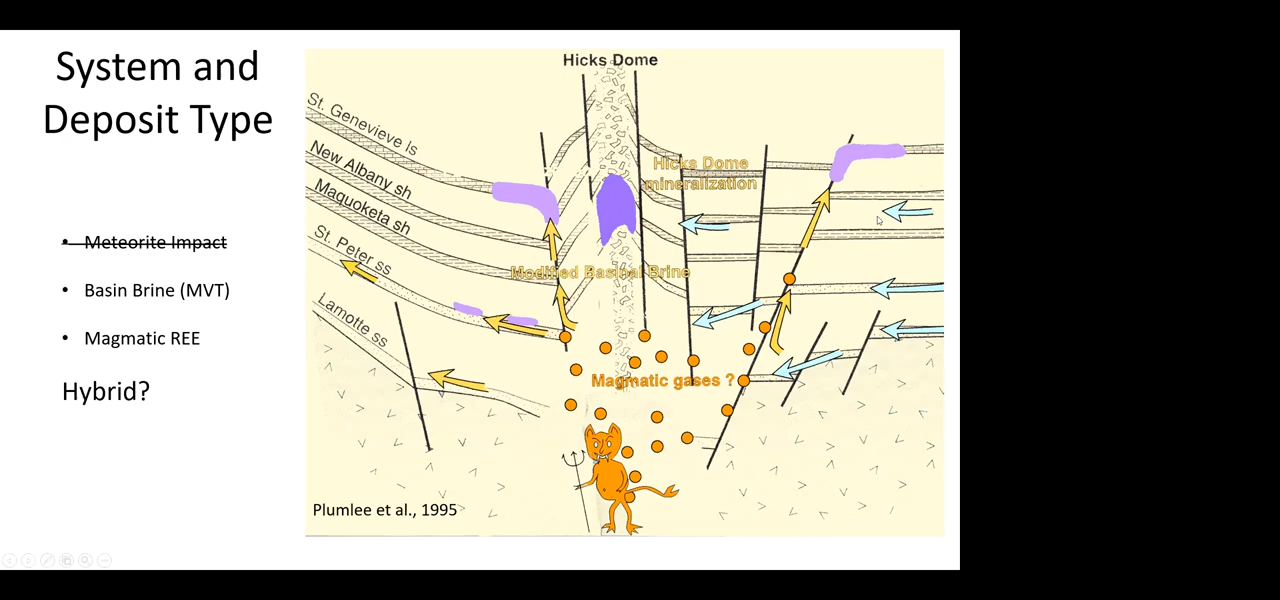 System and
Deposit Type
• Meteorite Impact
• Basin Brine (MVT)
• Magmatic REE
Hybrid?
Hicks Dome
St. Genevieve ls
New Albany sh
Maquoketa sh
St. Peter ss
Lamotte ss
Hicks Dome
mineralization
Modified Basinal Brine
Magmatic gases ?
Plumlee et al., 1995